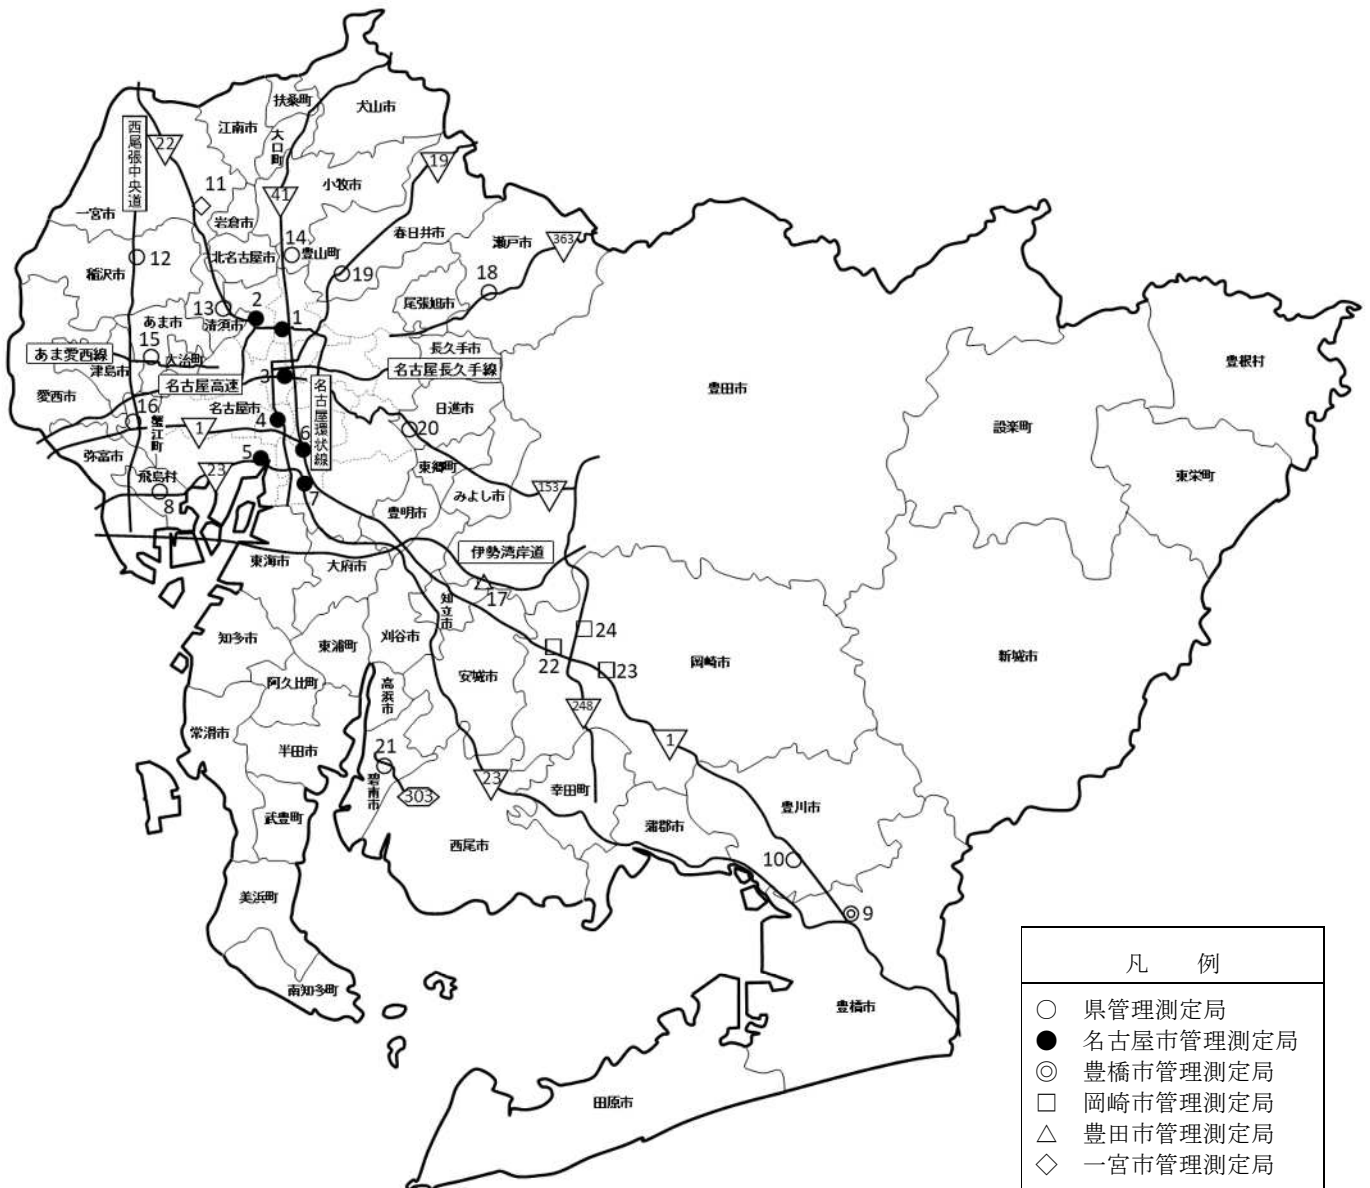 扶桑町
犬山市
江南市
大口町
西尾張中央道
22
19
11
41
小牧市
一宮市
岩倉市
春日井市
瀬戸市
363
14
豊山町
北名古屋市
12
19
稲沢市
18
尾張旭市
13
2
1
あま市
清須市
15
長久手市
あま愛西線
大治町
名古屋長久手線
豊根村
津島市
3
名古屋高速
名古屋環状線
豊田市
愛西市
名古屋市
日進市
16
4
20
設楽町
蟹江町
1
6
弥富市
5
東郷町
東栄町
飛島村
23
みよし市
153
7
8
豊明市
伊勢湾岸道
東海市
大府市
17
知立市
知多市
東浦町
刈谷市
24
22
23
岡崎市
新城市
安城市
阿久比町
高浜市
248
常滑市
1
半田市
21
碧南市
23
303
幸田町
豊川市
武豊町
蒲郡市
西尾市
10
美浜町
9
南知多町
豊橋市
田原市
凡 例
○ 県管理測定局
● 名古屋市管理測定局
◎ 豊橋市管理測定局
□ 岡崎市管理測定局
△ 豊田市管理測定局
◇ 一宮市管理測定局